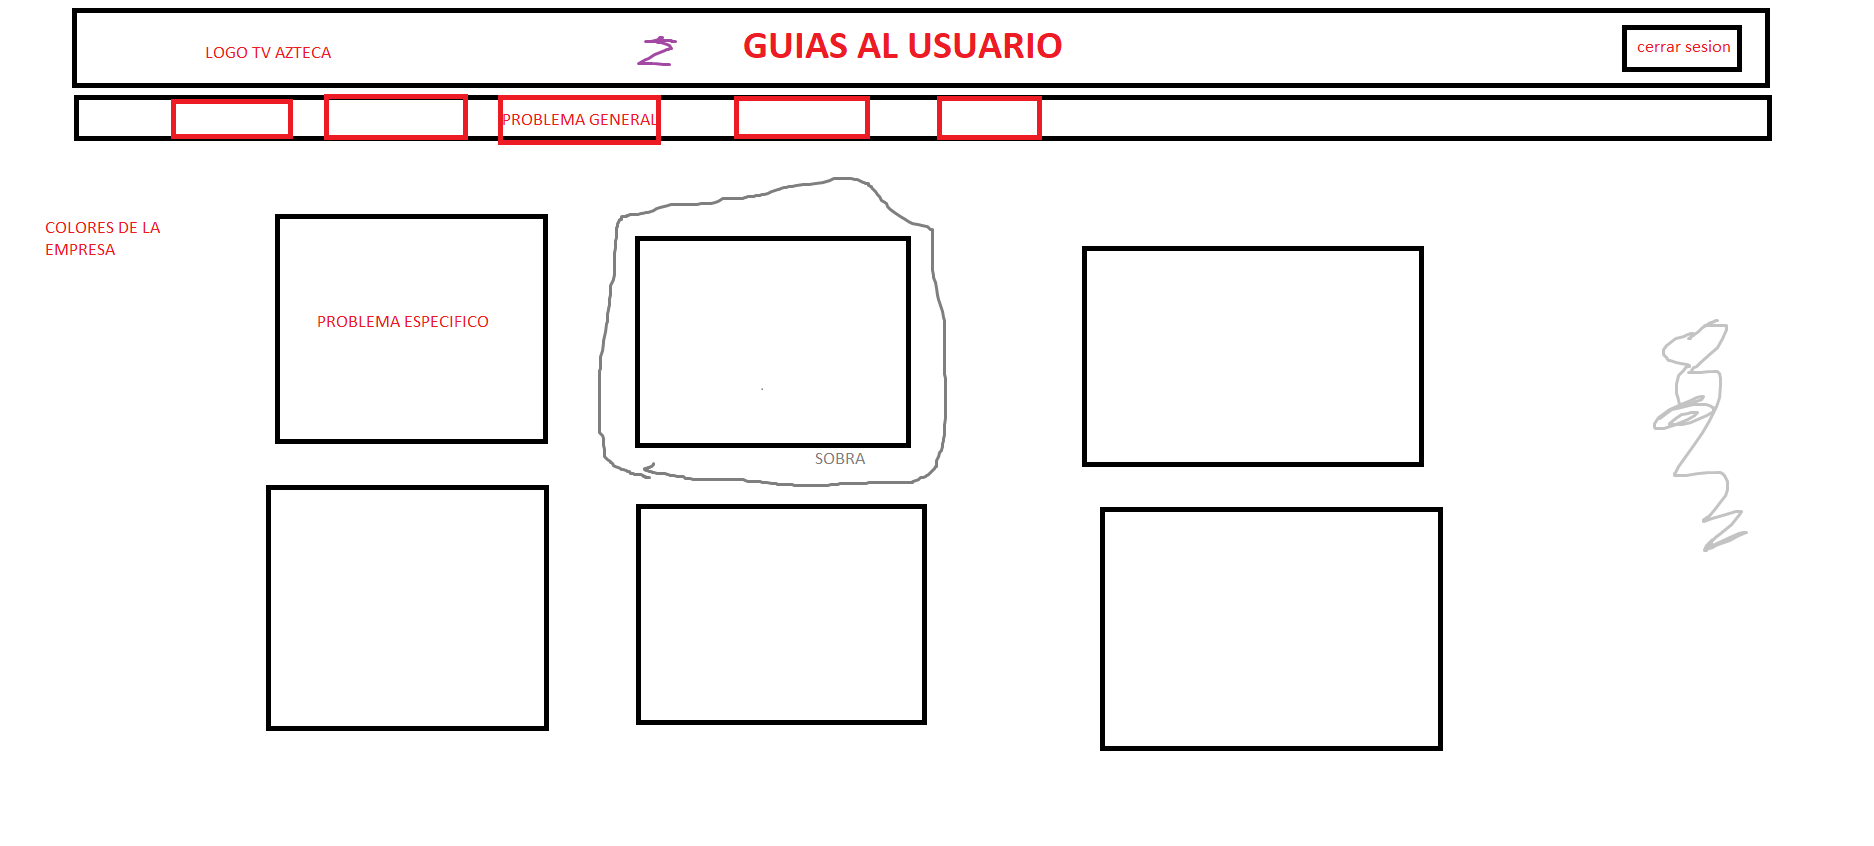 LOGO TV AZTECA
GUIAS AL USUARIO
cerrar sesion
PROBLEMA GENERAL
COLORES DE LA
EMPRESA
PROBLEMA ESPECIFICO
SOBRA